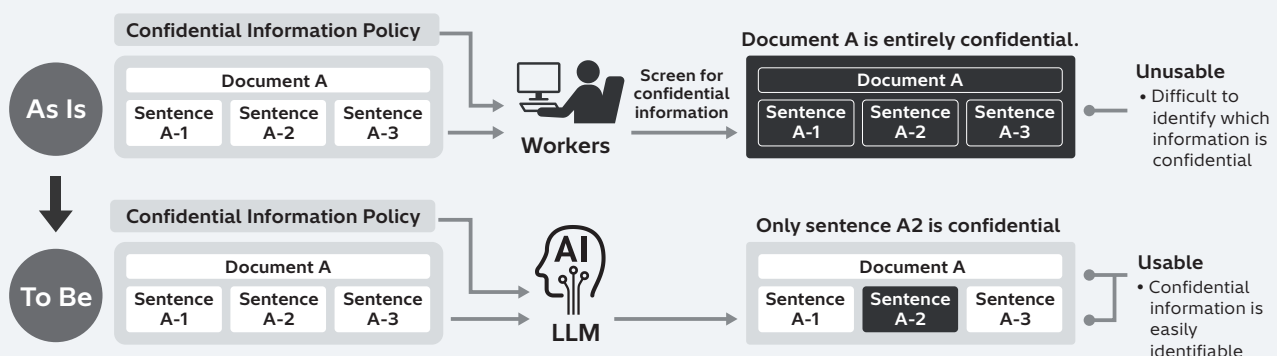 Confidential Information Policy
As Is
Document A
Sentence
A-1
Sentence
A-2
Sentence
A-3
Workers
Screen for
confidential
information
Document A is entirely confidential.
Document A
Sentence
A-1
Sentence
A-2
Sentence
A-3
Unusable
• Difficult to
identify which
information is
confidential
Confidential Information Policy
To Be
Document A
Sentence
A-1
Sentence
A-2
Sentence
A-3
AI
LLM
Only sentence A2 is confidential
Document A
Sentence
A-1
Sentence
A-2
Sentence
A-3
Usable
• Confidential
information is
easily
identifiable